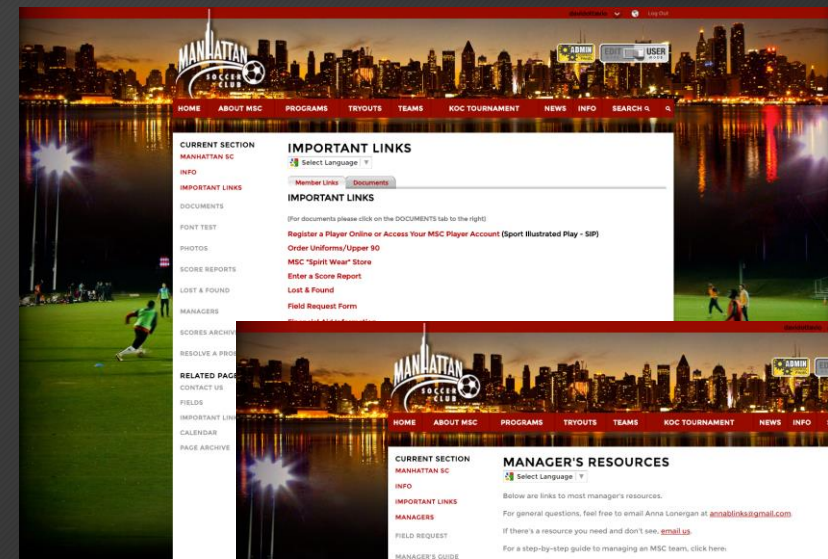 Log Out
ADMIN
EDIT USER
MANHATTAN
SOCCER
CLUB
HOME ABOUT MSC PROGRAMS TRYOUTS TEAMS KOC TOURNAMENT NEWS INFO SEARCH
CURRENT SECTION
MANHATTAN SC
INFO
IMPORTANT LINKS
DOCUMENTS
FONT TEST
PHOTOS
SCORE REPORTS
LOST & FOUND
MANAGERS
SCORES
RESOLVE A
RELATED
CONTACT US
FIELDS
IMPORTANT
CALENDAR
PAGE ARCHIVE
IMPORTANT LINKS
Select Language
Member Links Documents
IMPORTANT LINKS
(For documents please click on the DOCUMENTS tab to the right)
Register a Player Online or Access Your MSC Player Account (Sport Illustrated Play - SIP)
Order Uniforms/Upper 90
MSC "Spirit Wear" Store
Enter a Score Report
Lost & Found
Field Request Form
ADMIN
MANHATTAN
SOCCER
CLUB
HOME ABOUT MSC PROGRAMS TRYOUTS TEAMS KOC TOURNAMENT NEWS INFO
CURRENT SECTION
MANHATTAN SC
INFO
IMPORTANT LINKS
MANAGERS
FIELD REQUEST
MANAGER'S GUIDE
MANAGER'S RESOURCES
Select Language
Below are links to most manager's resources.
For general questions, feel free to email Anna Lonergan at annablinks@gmail.com.
If there's a resource you need and don't see, email us.
For a step-by-step guide to managing an MSC team, click here: